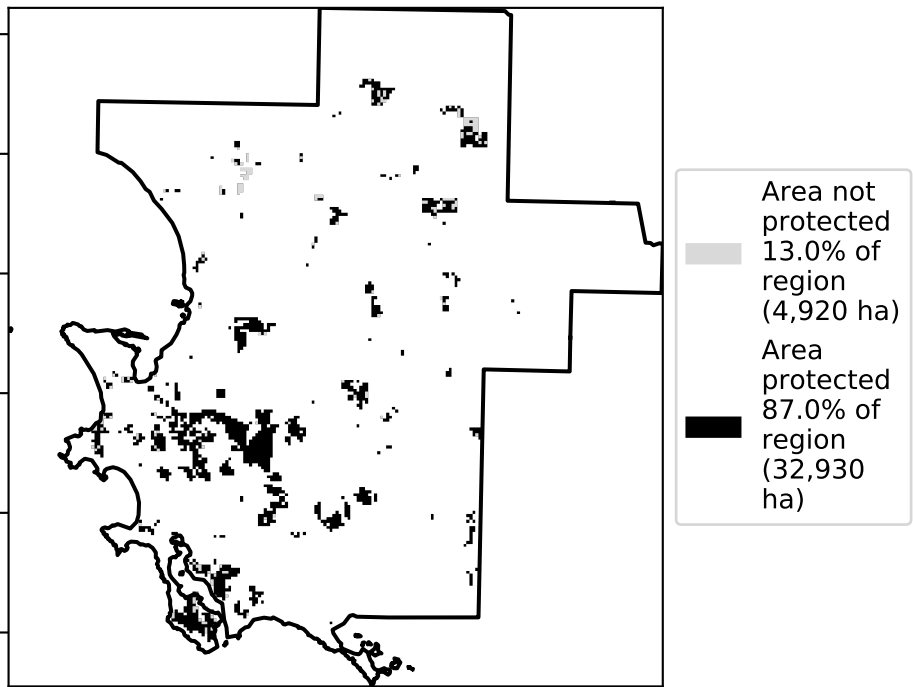 Area not
protected
13.0% of
region
(4,920 ha)
Area
protected
87.0% of
region
(32,930
ha)